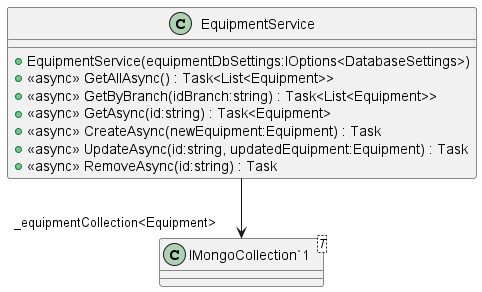 C EquipmentService
EquipmentService(equipmentDbSettings:IOptions<DatabaseSettings>)
«async» GetAllAsync() : Task<List<Equipment>>
«async» GetByBranch(idBranch:string) : Task<List<Equipment>>
«async» GetAsync(id:string) : Task<Equipment>
«async» CreateAsync(newEquipment:Equipment) : Task
«async» UpdateAsync(id:string, updatedEquipment:Equipment) : Task
«async» RemoveAsync(id:string) : Task
_equipmentCollection<Equipment>
T
C IMongoCollection`1